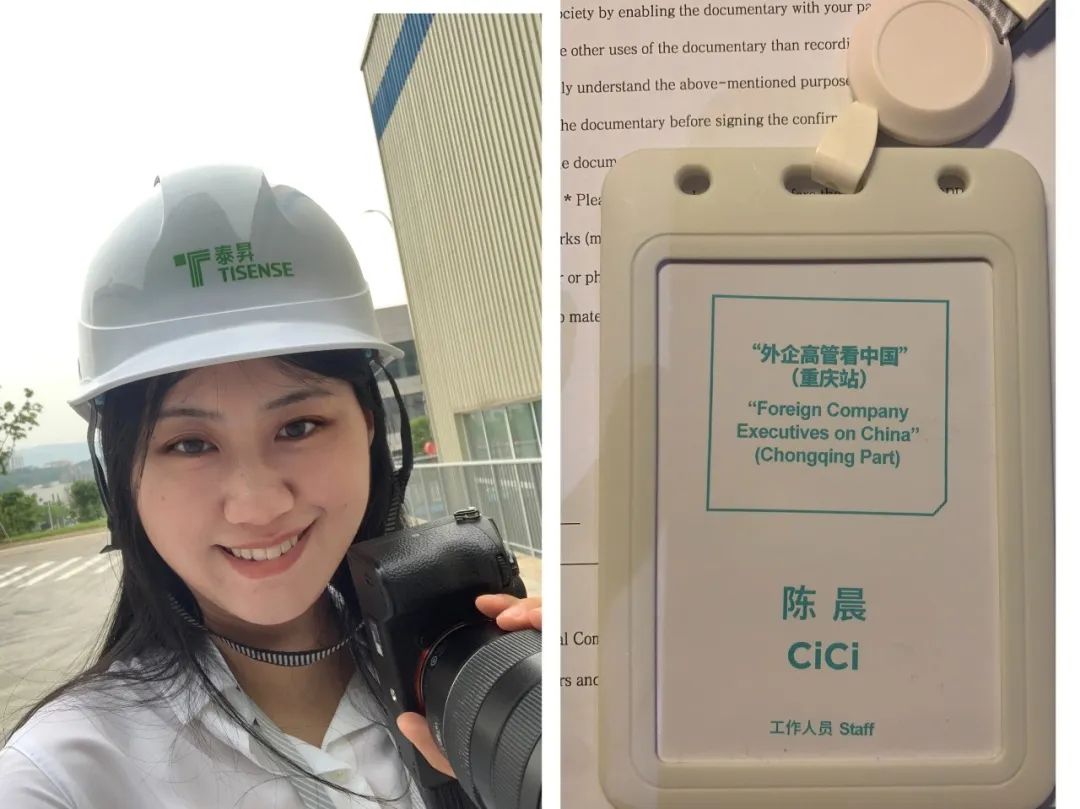 泰昇
TISENSE
ociety by enabling the documentary with your pa
e other uses of the documentary than recordi
ly understand the above-mentioned purpose
he documentary before signing the confirm
e docum
* Plea
rks (m
r or ph
o mate
“外企高管看中国”
（重庆站）
“Foreign Company
Executives on China”
(Chongqing Part)
陈 晨
CiCi
工作人员 Staff
al Con
rs and